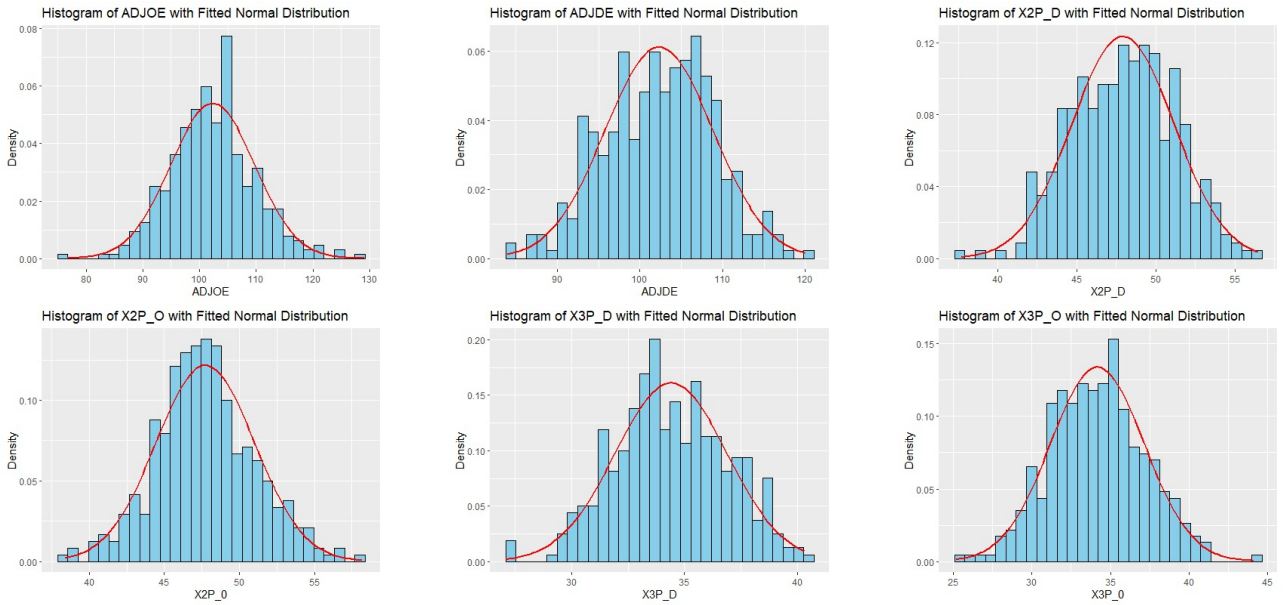 Histogram of ADJOE with Fitted Normal Distribution
0.08
0.06
0.04
0.02
0.00
Density
80 90 100 110 120 130
ADJOE
Histogram of ADJDE with Fitted Normal Distribution
0.06
0.04
0.02
0.00
Density
90 100 110 120
ADJDE
Histogram of X2P_D with Fitted Normal Distribution
0.12
0.08
0.04
0.00
Density
40 45 50 55
X2P_D
Histogram of X2P_O with Fitted Normal Distribution
0.10
0.05
0.00
Density
40 45 50 55
X2P_0
Histogram of X3P_D with Fitted Normal Distribution
0.20
0.15
0.10
0.05
0.00
Density
30 35 40
X3P_D
Histogram of X3P_O with Fitted Normal Distribution
0.15
0.10
0.05
0.00
Density
25 30 35 40 45
X3P_0